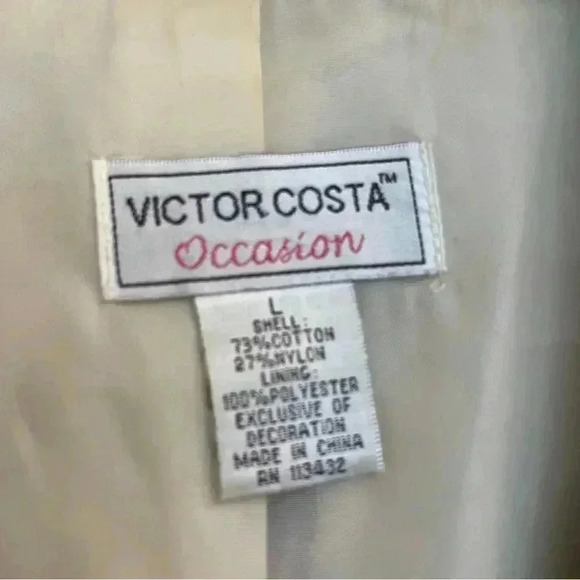 VICTOR COSTA™
Occasion
L
SHELL:
73%COTTON
27%NYLON
LINING:
100%POLYESTER
EXCLUSIVE OF
DECORATION
MADE IN CHINA
RN 113432